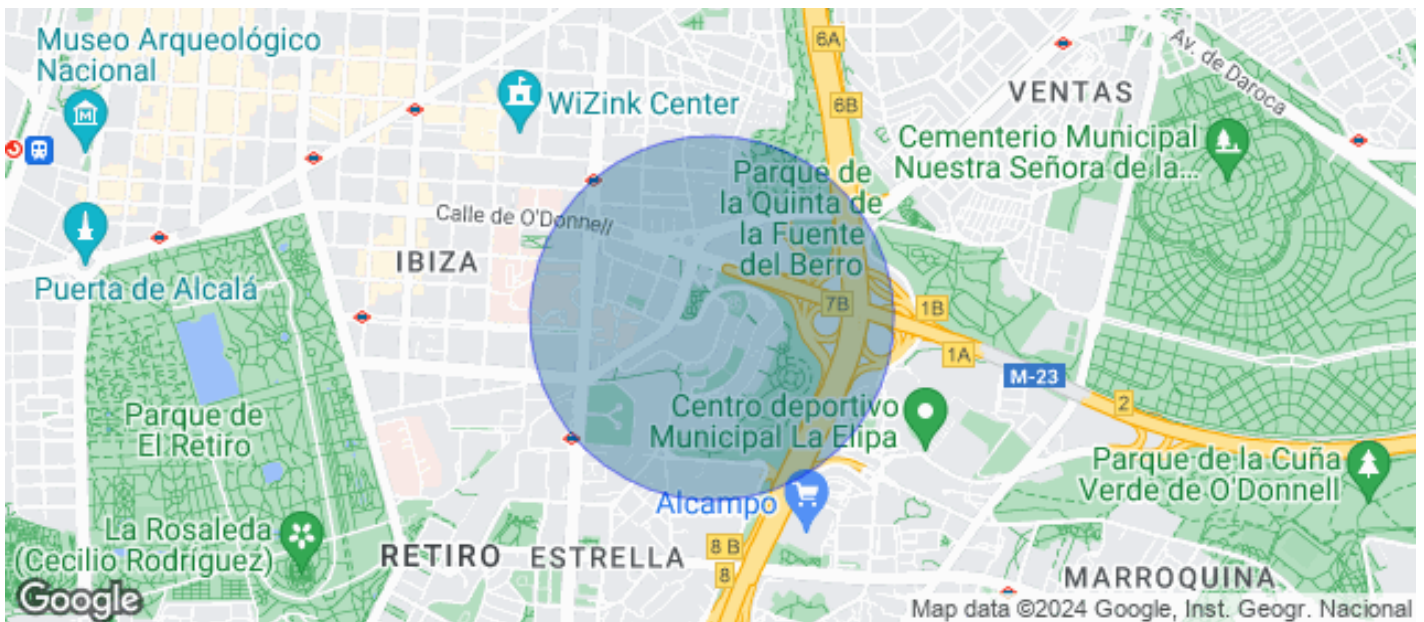 Museo Arqueológico
Nacional
WiZink Center
6A
6B
VENTAS
Av. de Daroca
Cementerio Municipal
Nuestra Señora de la...
Parque de
la Quinta de
la Fuente
del Berro
Calle de O'Donnell
IBIZA
Puerta de Alcalá
7B
1B
1A
M-23
2
Parque de
El Retiro
Centro deportivo
Municipal La Elipa
Parque de la Cuña
Verde de O'Donnell
Alcampo
La Rosaleda
(Cecilio Rodríguez)
RETIRO
ESTRELLA
8 B
8
MARROQUINA
Google
Map data ©2024 Google, Inst. Geogr. Nacional